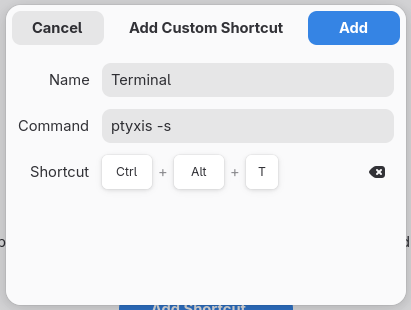 Cancel Add Custom Shortcut Add
Name Terminal
Command ptyxis -s
Shortcut Ctrl + Alt + T
Add Shortcut